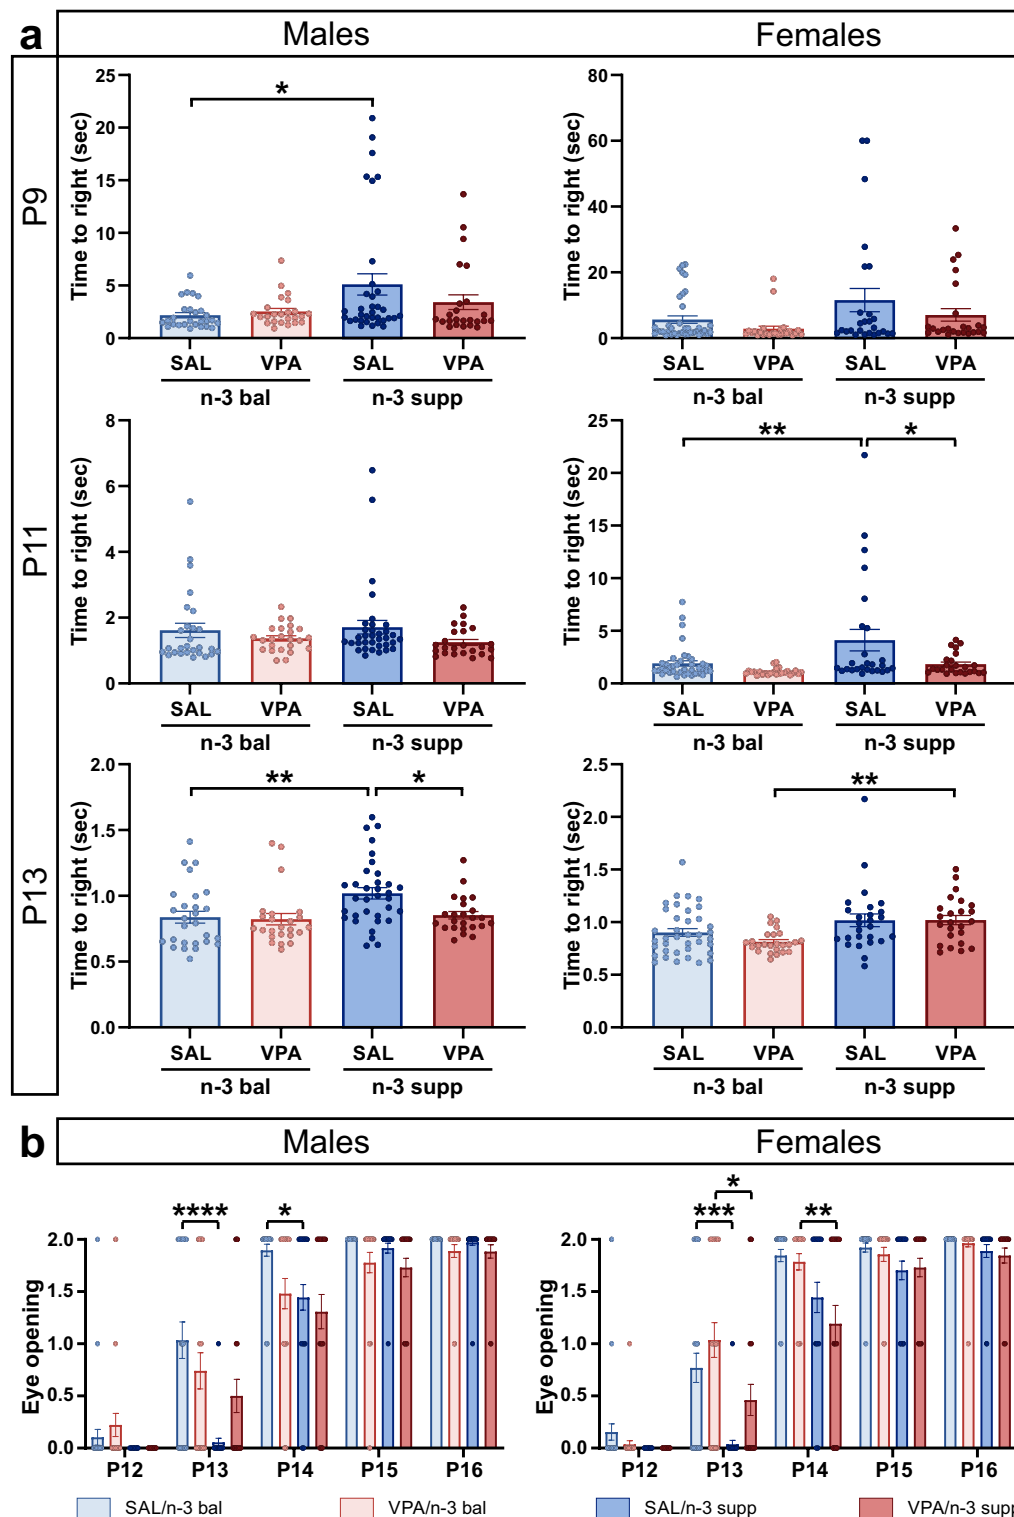 a
Males
Females
P9
Time to right (sec)
25
20
15
10
5
0
*
SAL
VPA
SAL
VPA
n-3 bal
n-3 supp
Time to right (sec)
80
60
40
20
0
SAL
VPA
SAL
VPA
n-3 bal
n-3 supp
P11
Time to right (sec)
8
6
4
2
0
SAL
VPA
SAL
VPA
n-3 bal
n-3 supp
Time to right (sec)
25
20
15
10
5
0
**
*
SAL
VPA
SAL
VPA
n-3 bal
n-3 supp
P13
Time to right (sec)
2.0
1.5
1.0
0.5
0.0
**
*
SAL
VPA
SAL
VPA
n-3 bal
n-3 supp
Time to right (sec)
2.5
2.0
1.5
1.0
0.5
0.0
**
SAL
VPA
SAL
VPA
n-3 bal
n-3 supp
b
Males
Females
Eye opening
2.0
1.5
1.0
0.5
0.0
****
*
P12
P13
P14
P15
P16
Eye opening
2.0
1.5
1.0
0.5
0.0
***
*
**
P12
P13
P14
P15
P16
SAL/n-3 bal
VPA/n-3 bal
SAL/n-3 supp
VPA/n-3 supp